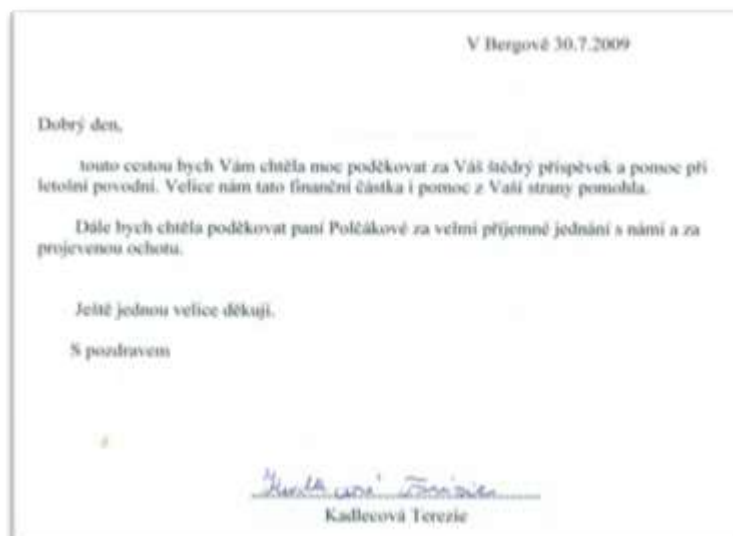 V Bergově 30.7.2009
Dobrý den,
touto cestou bych Vám chtěla moc poděkovat za Váš štědrý příspěvek a pomoc při
letošní povodni. Velice nám tato finanční částka i pomoc z Vaší strany pomohla.
Dále bych chtěla poděkovat paní Polčákové za velmi příjemné jednání s námi a za
projevenou ochotu.
Ještě jednou velice děkuji.
S pozdravem
Kadlecová Terezie